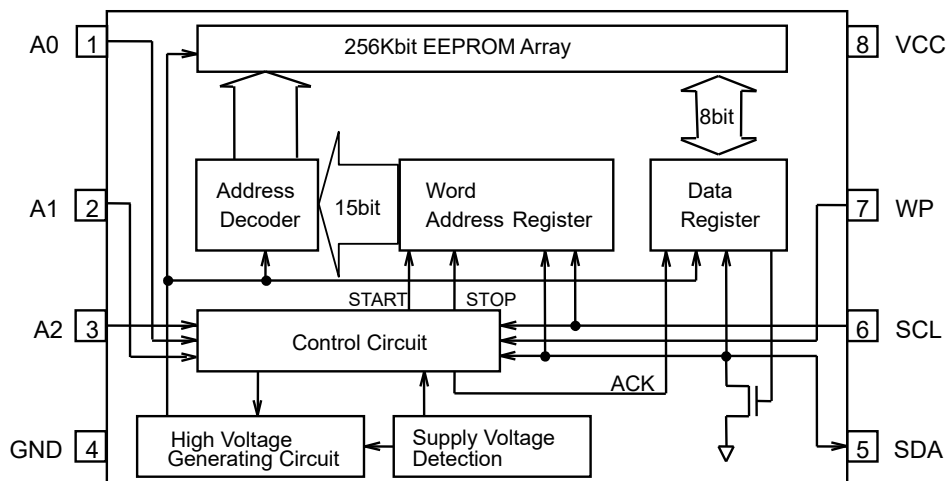 A0
1
256Kbit EEPROM Array
8
VCC
8bit
A1
2
Address
Decoder
15bit
Word
Address Register
Data
Register
7
WP
START
STOP
A2
3
Control Circuit
6
SCL
ACK
GND
4
High Voltage
Generating Circuit
Supply Voltage
Detection
5
SDA